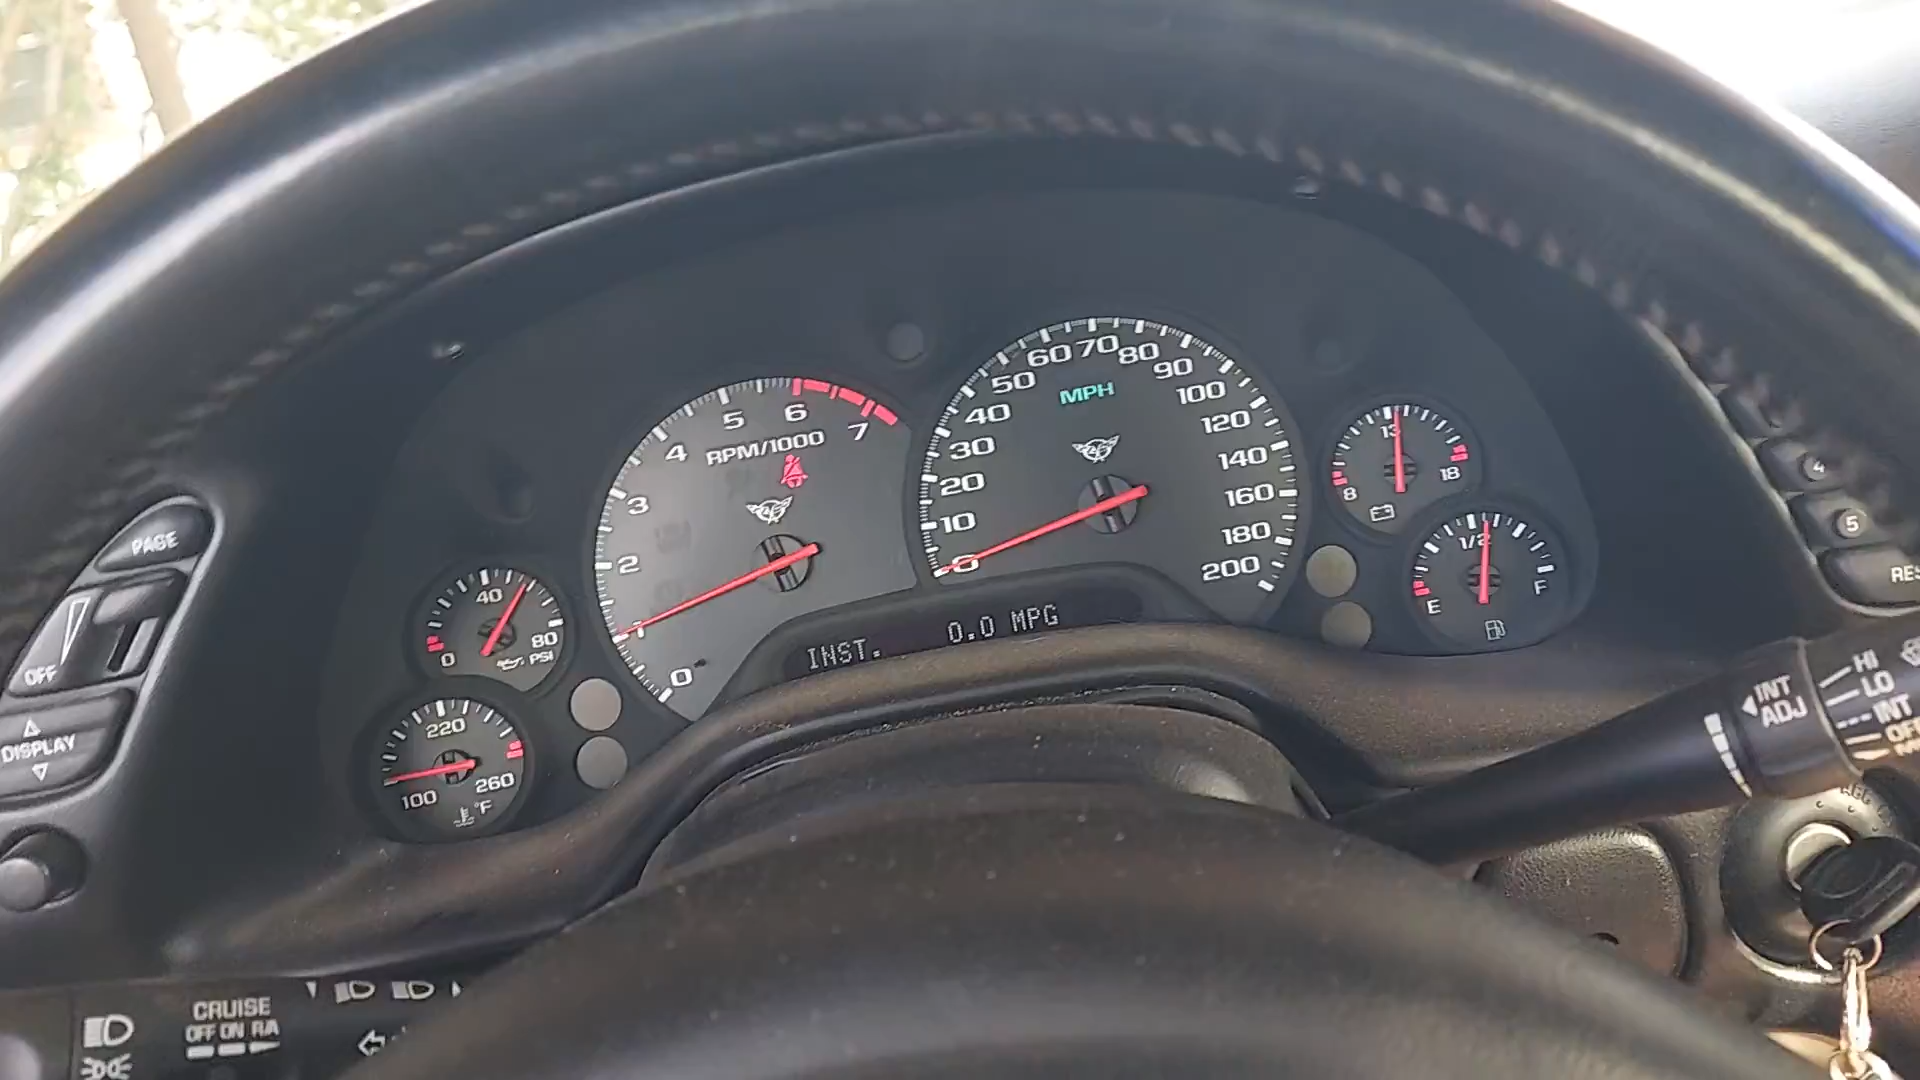 PAGE
OFF
DISPLAY
0 40 80
PSI
100 220 260
°F
0 1 2 3 4 5 6 7
RPM/1000
0 10 20 30 40 50 60 70 80 90 100 120 140 160 180 200
MPH
INST. 0.0 MPG
8 13 18
E 1/2 F
4
5
RES
INT
ADJ
HI
LO
INT
CRUISE
OFF ON R/A